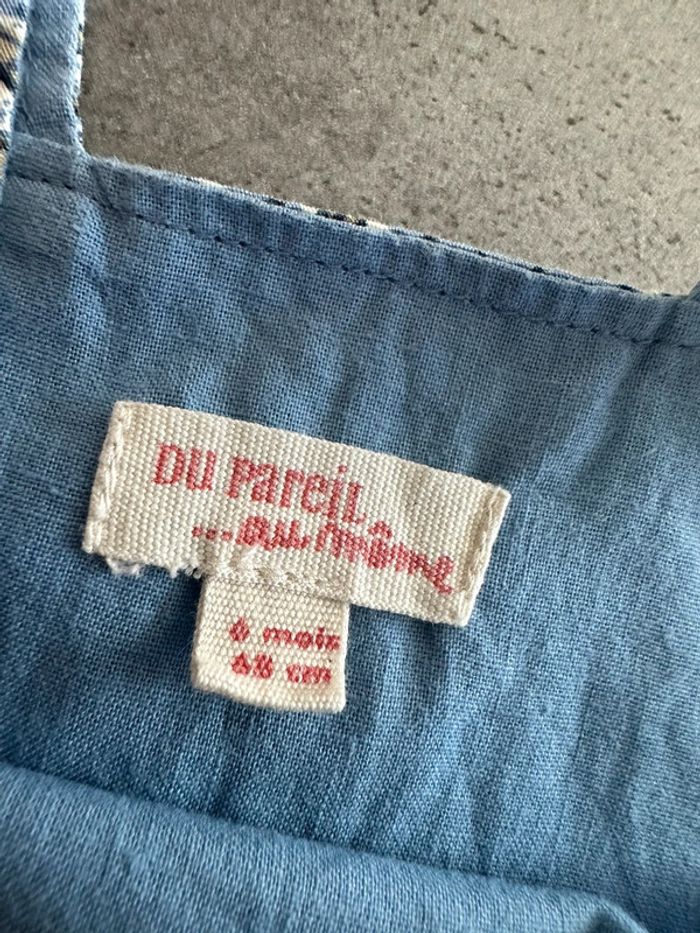 DU PAREIL
...au même
6 mois
68 cm